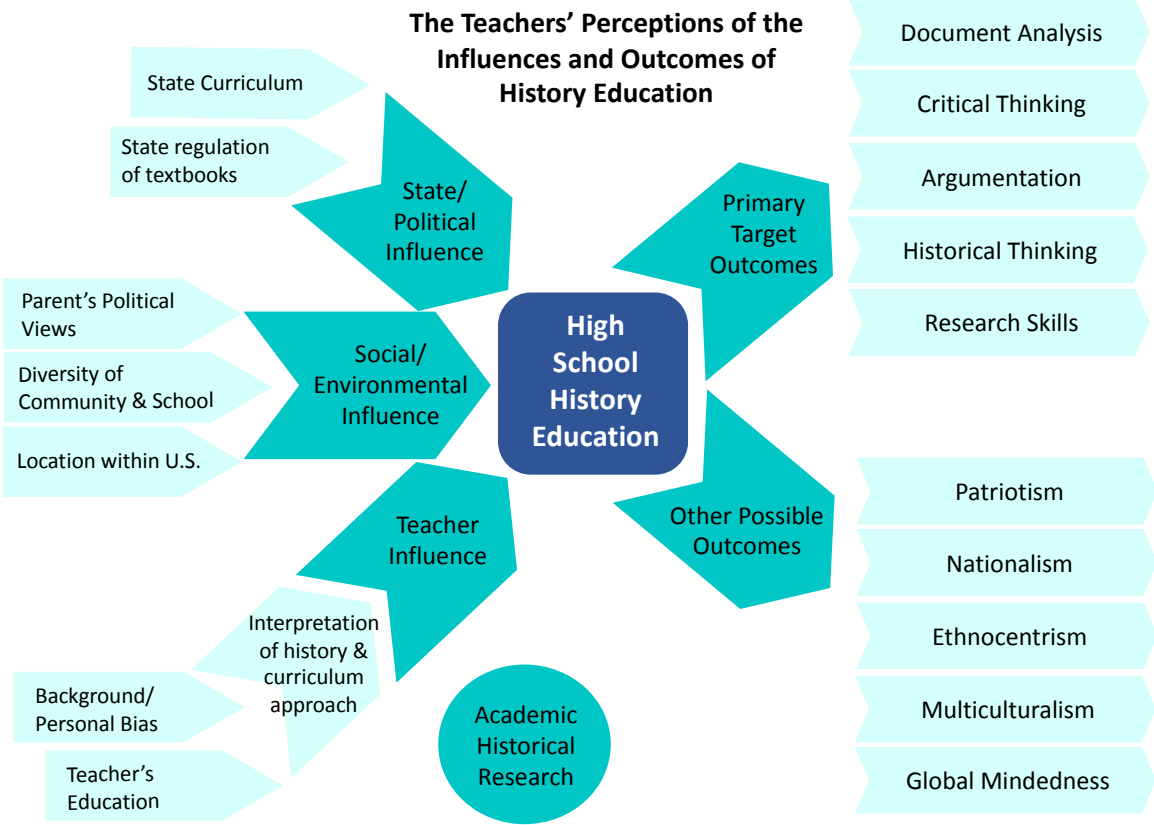 The Teachers' Perceptions of the
Influences and Outcomes of
History Education
State Curriculum
State regulation
of textbooks
State/
Political
Influence
Parent's Political
Views
Diversity of
Community & School
Location within U.S.
Social/
Environmental
Influence
Teacher
Influence
Interpretation
of history &
curriculum
approach
Background/
Personal Bias
Teacher's
Education
High
School
History
Education
Academic
Historical
Research
Primary
Target
Outcomes
Document Analysis
Critical Thinking
Argumentation
Historical Thinking
Research Skills
Other Possible
Outcomes
Patriotism
Nationalism
Ethnocentrism
Multiculturalism
Global Mindedness